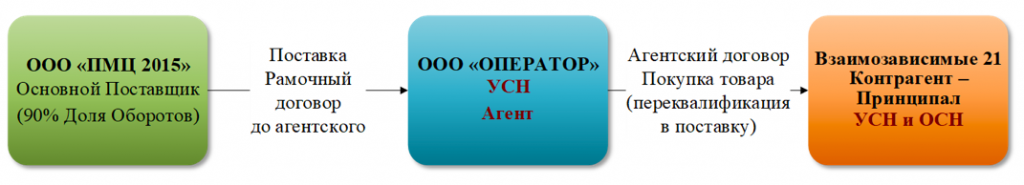 ООО «ПМЦ 2015»
Основной Поставщик
(90% Доля Оборотов)
Поставка
Рамочный
договор
до агентского
ООО «ОПЕРАТОР»
УСН
Агент
Агентский договор
Покупка товара
(переквалификация
в поставку)
Взаимозависимые 21
Контрагент –
Принципал
УСН и ОСН